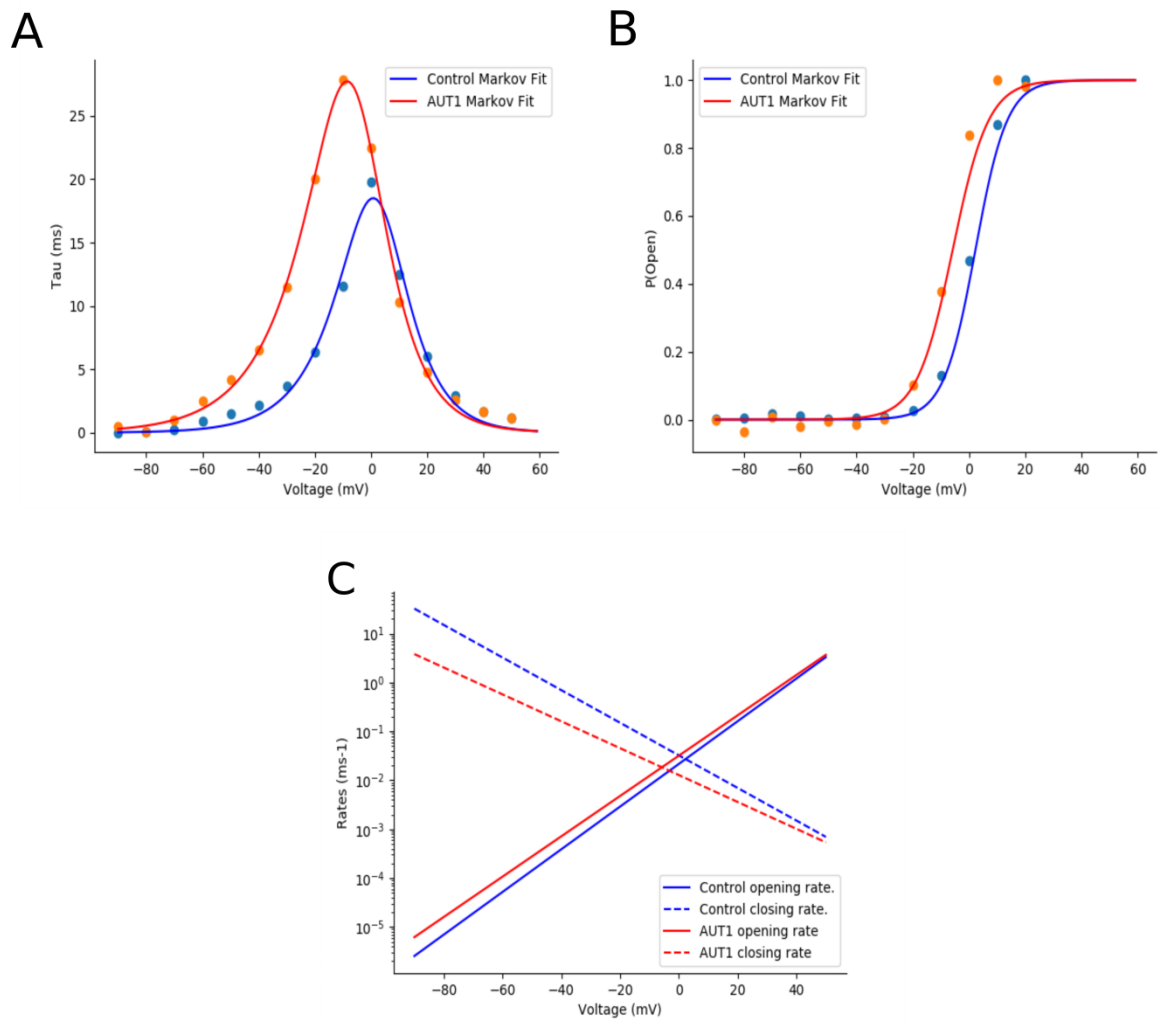 A
Control Markov Fit
AUT1 Markov Fit
25
20
15
10
5
0
Tau (ms)
−80 −60 −40 −20 0 20 40 60
Voltage (mV)
B
Control Markov Fit
AUT1 Markov Fit
1.0
0.8
0.6
0.4
0.2
0.0
P(Open)
−80 −60 −40 −20 0 20 40 60
Voltage (mV)
C
10¹
10⁰
10⁻¹
10⁻²
10⁻³
10⁻⁴
10⁻⁵
Rates (ms-1)
Control opening rate.
Control closing rate.
AUT1 opening rate
AUT1 closing rate
−80 −60 −40 −20 0 20 40
Voltage (mV)